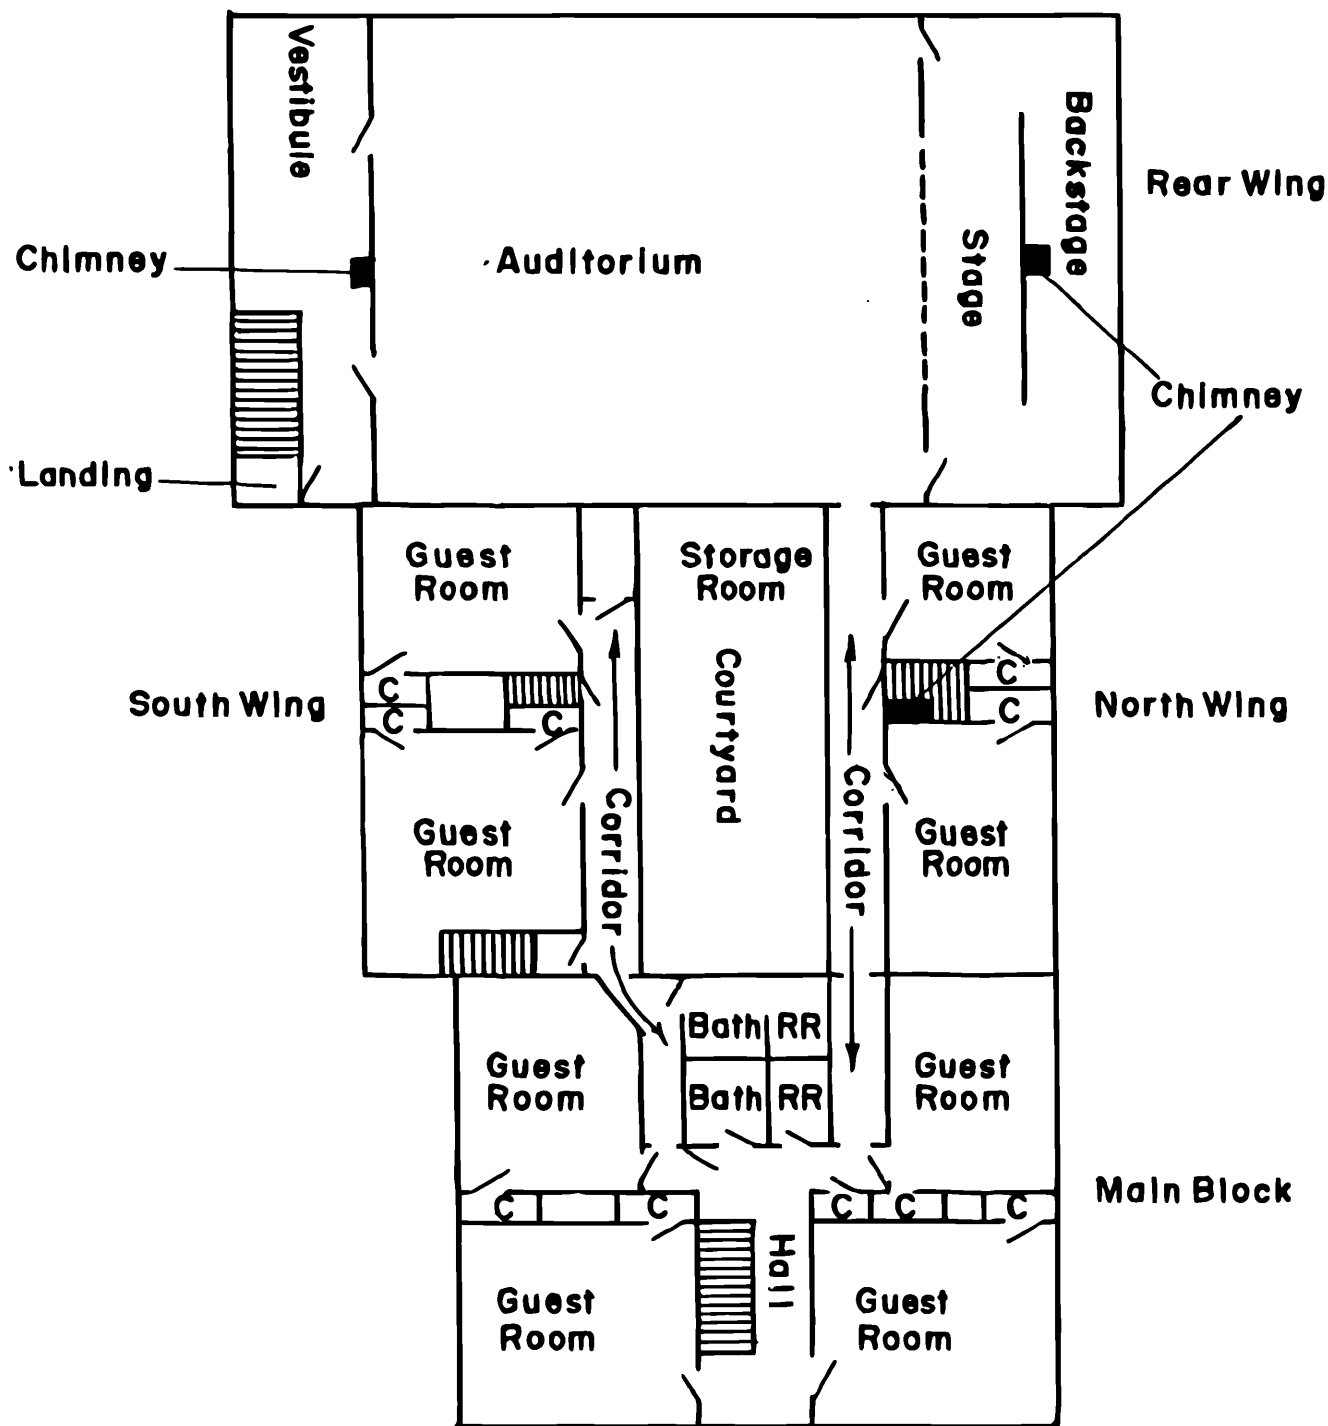 Vestibule
Backstage
Rear Wing
Chimney
Auditorium
Stage
Chimney
Landing
Guest
Room
Storage
Room
Guest
Room
Courtyard
C
C
South Wing
C
C
C
North Wing
Corridor
Corridor
Guest
Room
Guest
Room
Bath RR
Guest
Room
Bath RR
Guest
Room
Main Block
C
C
C
C
C
Hall
Guest
Room
Guest
Room